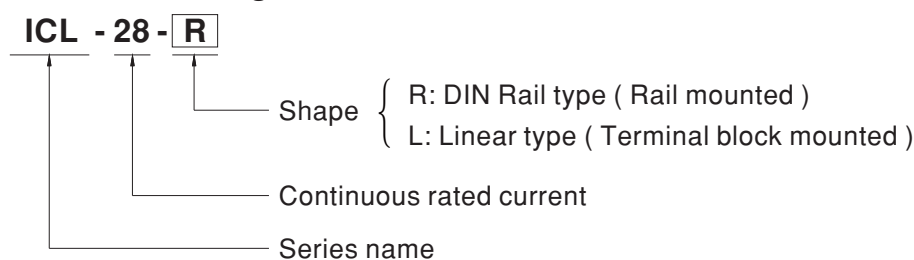 ICL - 28 - R
Shape { R: DIN Rail type ( Rail mounted )
L: Linear type ( Terminal block mounted )
Continuous rated current
Series name